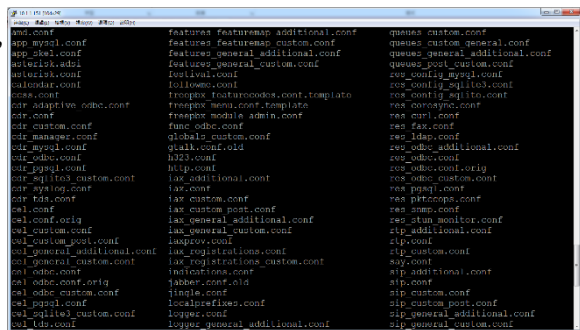 amd.conf features_featuremap_additional.conf queues_custom.conf
app_mysql.conf features_featuremap_custom.conf queues_custom_general.conf
app_skel.conf features_general_additional.conf queues_general_additional.conf
asterisk.adsi features_general_custom.conf queues_post_custom.conf
asterisk.conf festival.conf res_config_mysql.conf
calendar.conf followme.conf res_config_sqlite3.conf
ccss.conf freepbx_featurecodes.conf.template res_config_sqlite.conf
cdr_adaptive_odbc.conf freepbx_menu.conf.template res_corosync.conf
cdr.conf freepbx_module_admin.conf res_curl.conf
cdr_custom.conf func_odbc.conf res_fax.conf
cdr_manager.conf globals_custom.conf res_ldap.conf
cdr_mysql.conf gtalk.conf.old res_odbc_additional.conf
cdr_odbc.conf h323.conf res_odbc.conf
cdr_pgsql.conf http.conf res_odbc.conf.orig
cdr_sqlite3_custom.conf iax_additional.conf res_odbc_custom.conf
cdr_syslog.conf iax.conf res_pgsql.conf
cdr_tds.conf iax_custom.conf res_pktccops.conf
cel.conf iax_custom_post.conf res_snmp.conf
cel.conf.orig iax_general_additional.conf res_stun_monitor.conf
cel_custom.conf iax_general_custom.conf rtp_additional.conf
cel_custom_post.conf iaxprov.conf rtp.conf
cel_general_additional.conf iax_registrations.conf rtp_custom.conf
cel_general_custom.conf iax_registrations_custom.conf say.conf
cel_odbc.conf indications.conf sip_additional.conf
cel_odbc.conf.orig jabber.conf.old sip.conf
cel_odbc_custom.conf jingle.conf sip_custom.conf
cel_pgsql.conf localprefixes.conf sip_custom_post.conf
cel_sqlite3_custom.conf logger.conf sip_general_additional.conf
cel_tds.conf logger_general_additional.conf sip_general_custom.conf